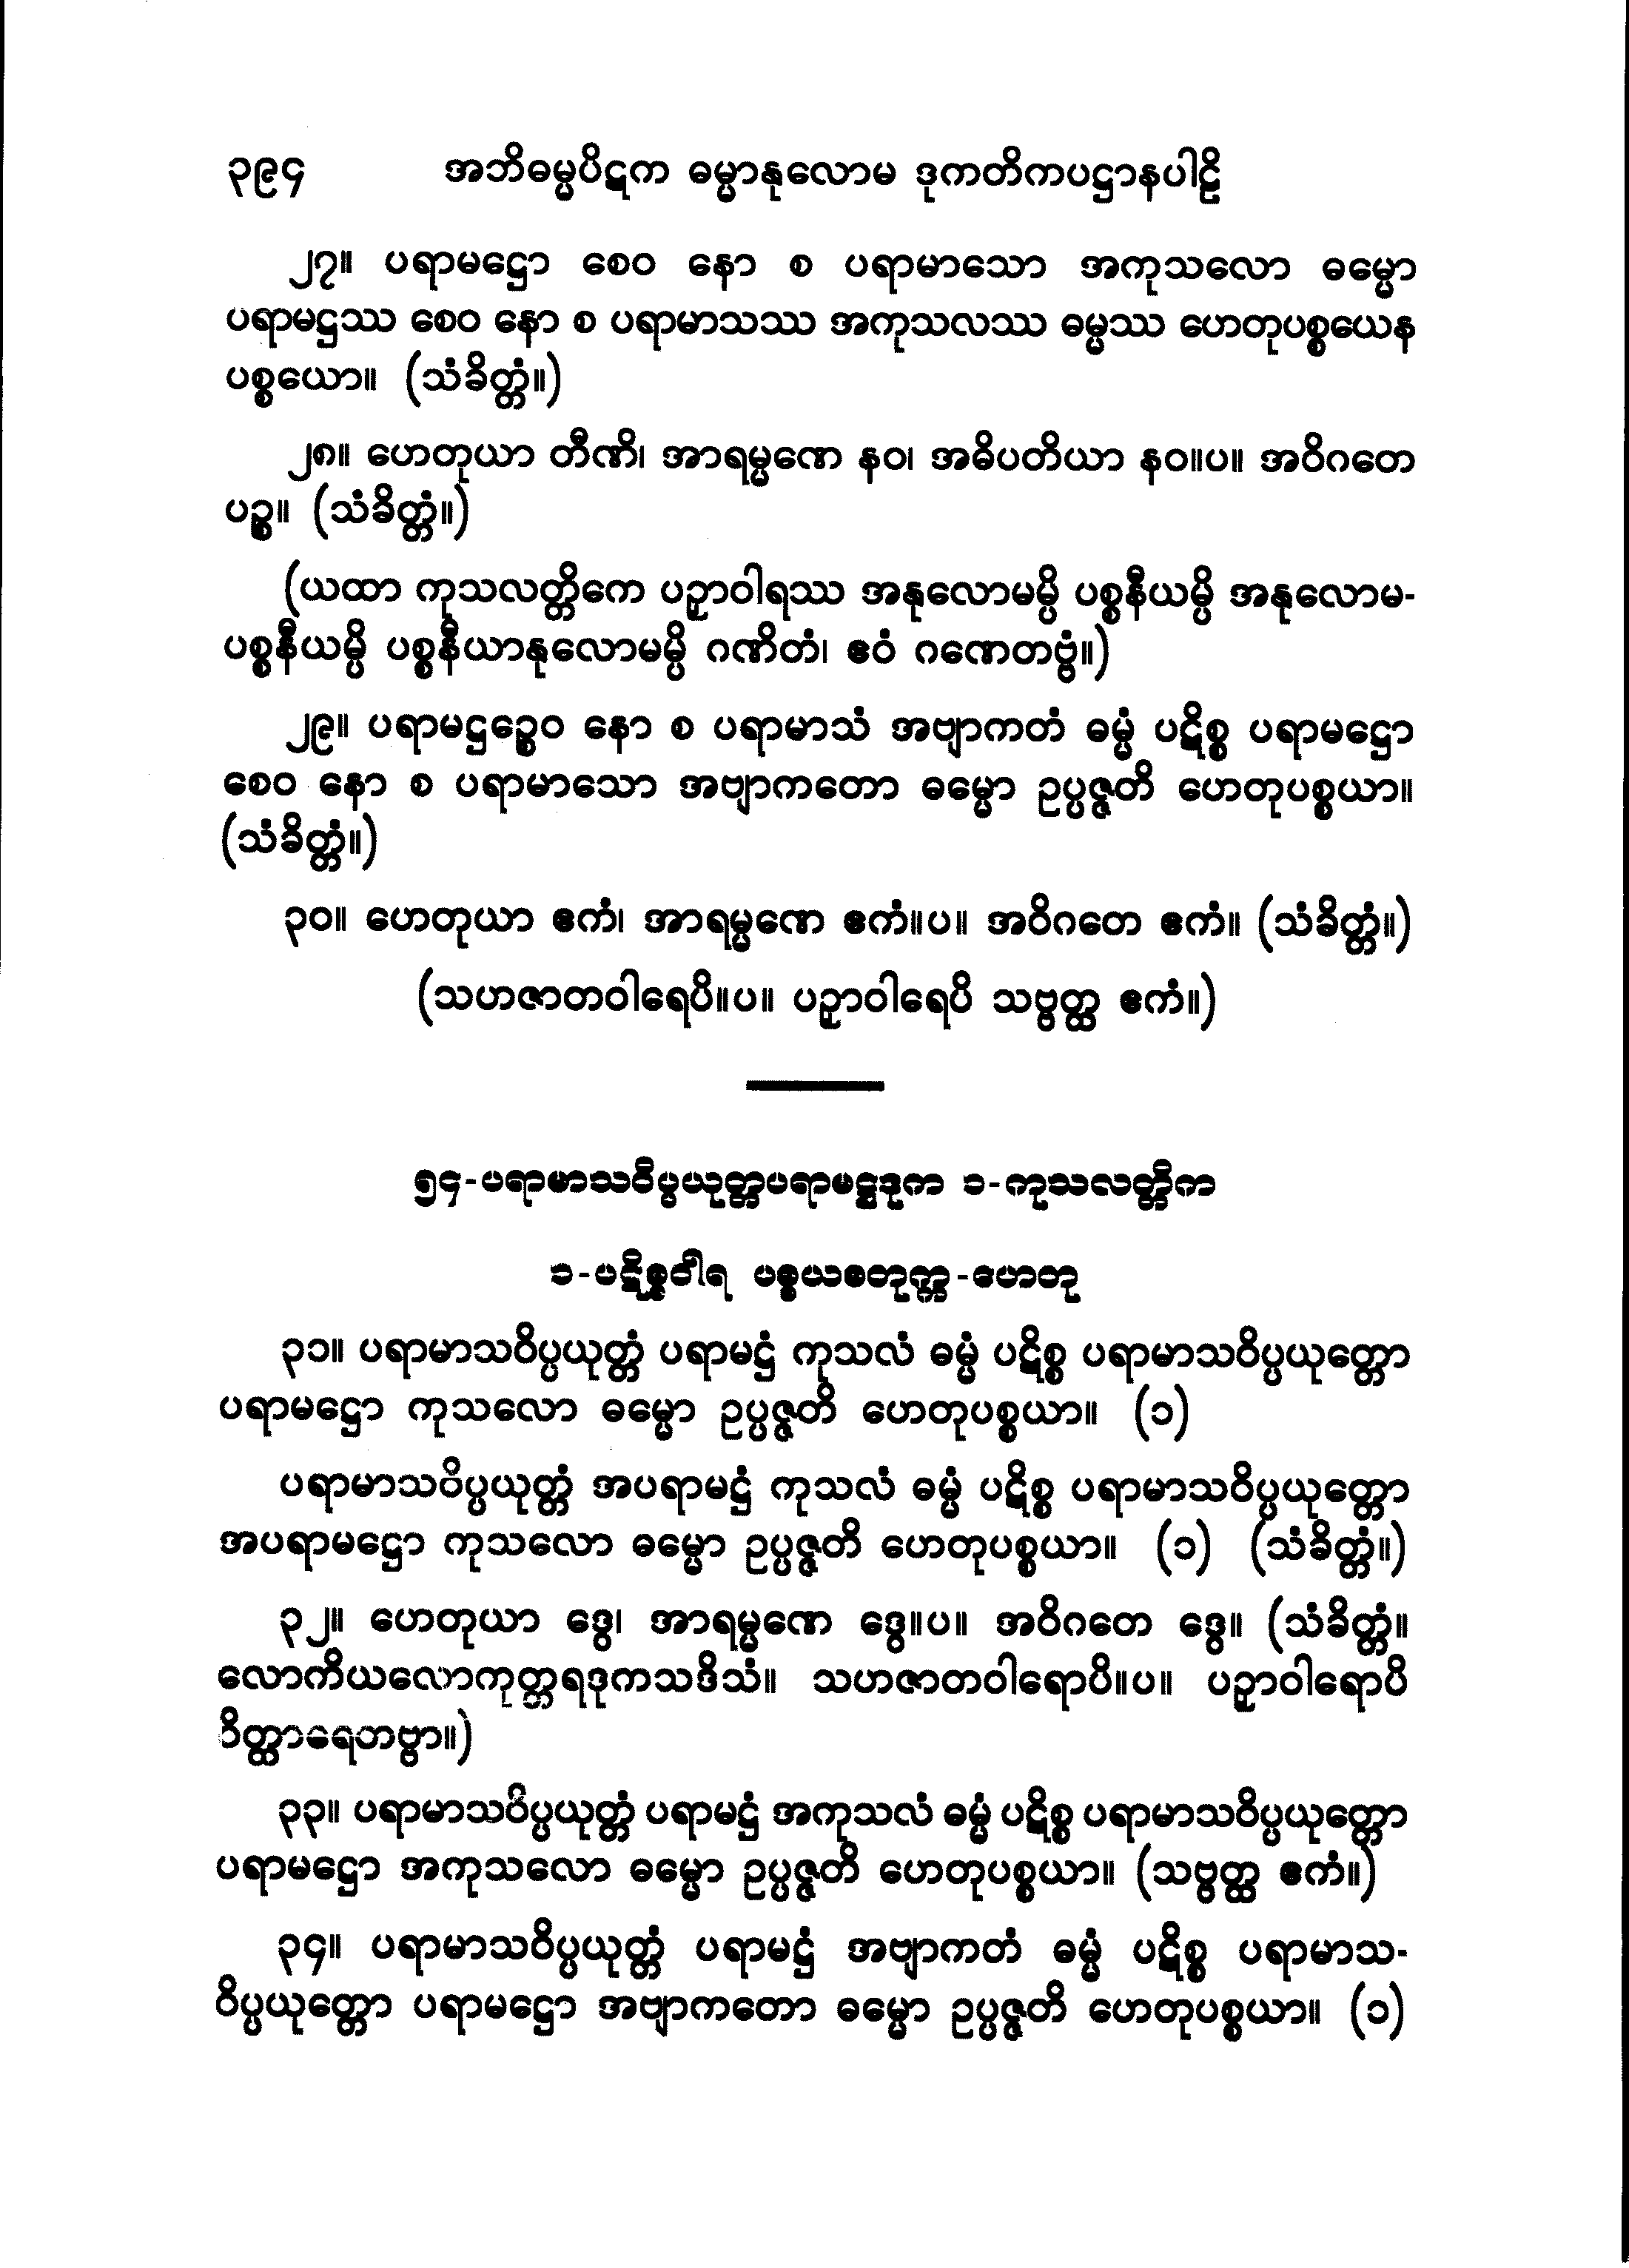 ၃၉၄ အဘိဓမ္မပိဋက ဓမ္မာနုလောမ ဒုကတိကပဋ္ဌာနပါဠိ
၂၇။ ပရာမဋ္ဌော စေဝ နော စ ပရာမာသော အကုသလော ဓမ္မော
ပရာမဋ္ဌဿ စေဝ နော စ ပရာမာသဿ အကုသလဿ ဓမ္မဿ ဟေတုပစ္စယေန
ပစ္စယော။ (သံခိတ္တံ။)
၂၈။ ဟေတုယာ တီဏိ၊ အာရမ္မဏေ နဝ၊ အဓိပတိယာ နဝ။ပ။ အဝိဂတေ
ပဉ္စ။ (သံခိတ္တံ။)
(ယထာ ကုသလတ္တိကေ ပဉှာဝါရဿ အနုလောမမ္ပိ ပစ္စနီယမ္ပိ အနုလောမ-
ပစ္စနီယမ္ပိ ပစ္စနီယာနုလောမမ္ပိ ဂဏိတံ၊ ဧဝံ ဂဏေတဗ္ဗံ။)
၂၉။ ပရာမဋ္ဌဉ္စေဝ နော စ ပရာမာသံ အဗျာကတံ ဓမ္မံ ပဋိစ္စ ပရာမဋ္ဌော
စေဝ နော စ ပရာမာသော အဗျာကတော ဓမ္မော ဥပ္ပဇ္ဇတိ ဟေတုပစ္စယာ။
(သံခိတ္တံ။)
၃၀။ ဟေတုယာ ဧကံ၊ အာရမ္မဏေ ဧကံ။ပ။ အဝိဂတေ ဧကံ။ (သံခိတ္တံ။)
(သဟဇာတဝါရေပိ။ပ။ ပဉှာဝါရေပိ သဗ္ဗတ္ထ ဧကံ။)
၅၄-ပရာမာသဝိပ္ပယုတ္တပရာမဋ္ဌဒုက ၁-ကုသလတ္တိက
၁-ပဋိစ္စဝါရ ပစ္စယစတုက္က-ဟေတု
၃၁။ ပရာမာသဝိပ္ပယုတ္တံ ပရာမဋ္ဌံ ကုသလံ ဓမ္မံ ပဋိစ္စ ပရာမာသဝိပ္ပယုတ္တော
ပရာမဋ္ဌော ကုသလော ဓမ္မော ဥပ္ပဇ္ဇတိ ဟေတုပစ္စယာ။ (၁)
ပရာမာသဝိပ္ပယုတ္တံ အပရာမဋ္ဌံ ကုသလံ ဓမ္မံ ပဋိစ္စ ပရာမာသဝိပ္ပယုတ္တော
အပရာမဋ္ဌော ကုသလော ဓမ္မော ဥပ္ပဇ္ဇတိ ဟေတုပစ္စယာ။ (၁) (သံခိတ္တံ။)
၃၂။ ဟေတုယာ ဒွေ၊ အာရမ္မဏေ ဒွေ။ပ။ အဝိဂတေ ဒွေ။ (သံခိတ္တံ။
လောကိယလောကုတ္တရဒုကသဒိသံ။ သဟဇာတဝါရောပိ။ပ။ ပဉှာဝါရောပိ
ဝိတ္ထာရေတဗ္ဗာ။)
၃၃။ ပရာမာသဝိပ္ပယုတ္တံ ပရာမဋ္ဌံ အကုသလံ ဓမ္မံ ပဋိစ္စ ပရာမာသဝိပ္ပယုတ္တော
ပရာမဋ္ဌော အကုသလော ဓမ္မော ဥပ္ပဇ္ဇတိ ဟေတုပစ္စယာ။ (သဗ္ဗတ္ထ ဧကံ။)
၃၄။ ပရာမာသဝိပ္ပယုတ္တံ ပရာမဋ္ဌံ အဗျာကတံ ဓမ္မံ ပဋိစ္စ ပရာမာသ-
ဝိပ္ပယုတ္တော ပရာမဋ္ဌော အဗျာကတော ဓမ္မော ဥပ္ပဇ္ဇတိ ဟေတုပစ္စယာ။ (၁)